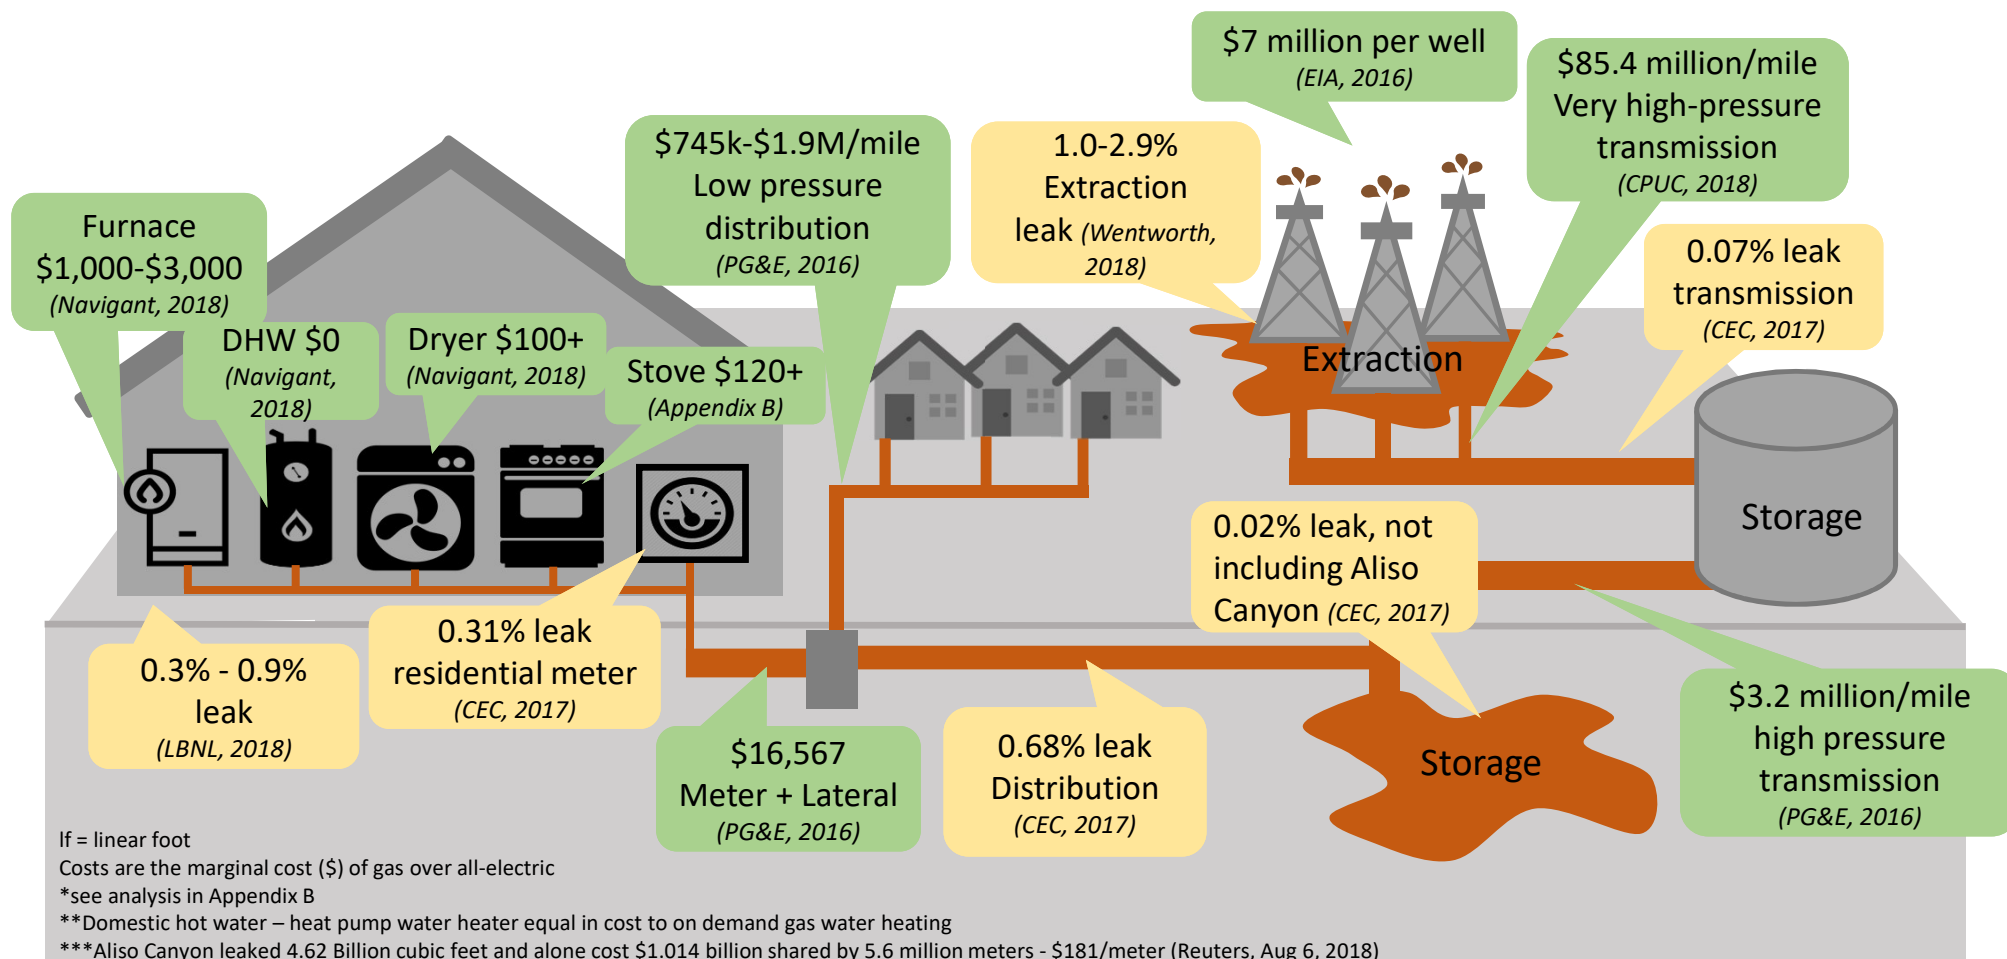 $7 million per well
(EIA, 2016)
$85.4 million/mile
Very high-pressure
transmission
(CPUC, 2018)
$745k-$1.9M/mile
Low pressure
distribution
(PG&E, 2016)
1.0-2.9%
Extraction
leak (Wentworth,
2018)
Furnace
$1,000-$3,000
(Navigant, 2018)
0.07% leak
transmission
(CEC, 2017)
DHW $0
(Navigant,
2018)
Dryer $100+
(Navigant, 2018)
Stove $120+
(Appendix B)
Extraction
Storage
0.02% leak, not
including Aliso
Canyon (CEC, 2017)
0.3% - 0.9%
leak
(LBNL, 2018)
0.31% leak
residential meter
(CEC, 2017)
$16,567
Meter + Lateral
(PG&E, 2016)
0.68% leak
Distribution
(CEC, 2017)
Storage
$3.2 million/mile
high pressure
transmission
(PG&E, 2016)
lf = linear foot
Costs are the marginal cost ($) of gas over all-electric
*see analysis in Appendix B
**Domestic hot water – heat pump water heater equal in cost to on demand gas water heating
***Aliso Canyon leaked 4.62 Billion cubic feet and alone cost $1.014 billion shared by 5.6 million meters - $181/meter (Reuters, Aug 6, 2018)